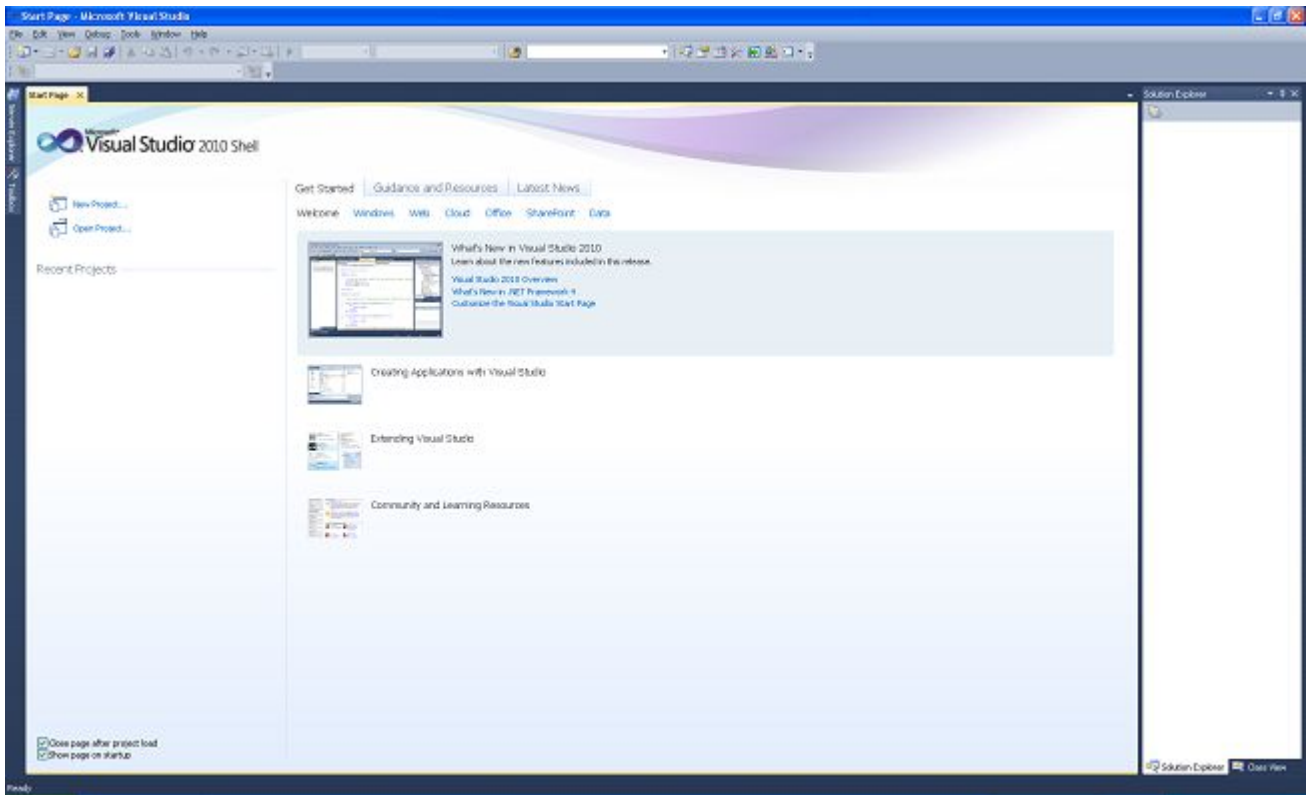 Start Page - Microsoft Visual Studio
File Edit View Debug Tools Window Help
Start Page
Solution Explorer
Server Explorer
Toolbox
Microsoft
Visual Studio 2010 Shell
New Project...
Open Project...
Recent Projects
Get Started Guidance and Resources Latest News
Welcome Windows Web Cloud Office SharePoint Data
What's New in Visual Studio 2010
Learn about the new features included in this release.
Visual Studio 2010 Overview
What's New in .NET Framework 4
Customize the Visual Studio Start Page
Creating Applications with Visual Studio
Extending Visual Studio
Community and Learning Resources
Close page after project load
Show page on startup
Solution Explorer Class View
Ready